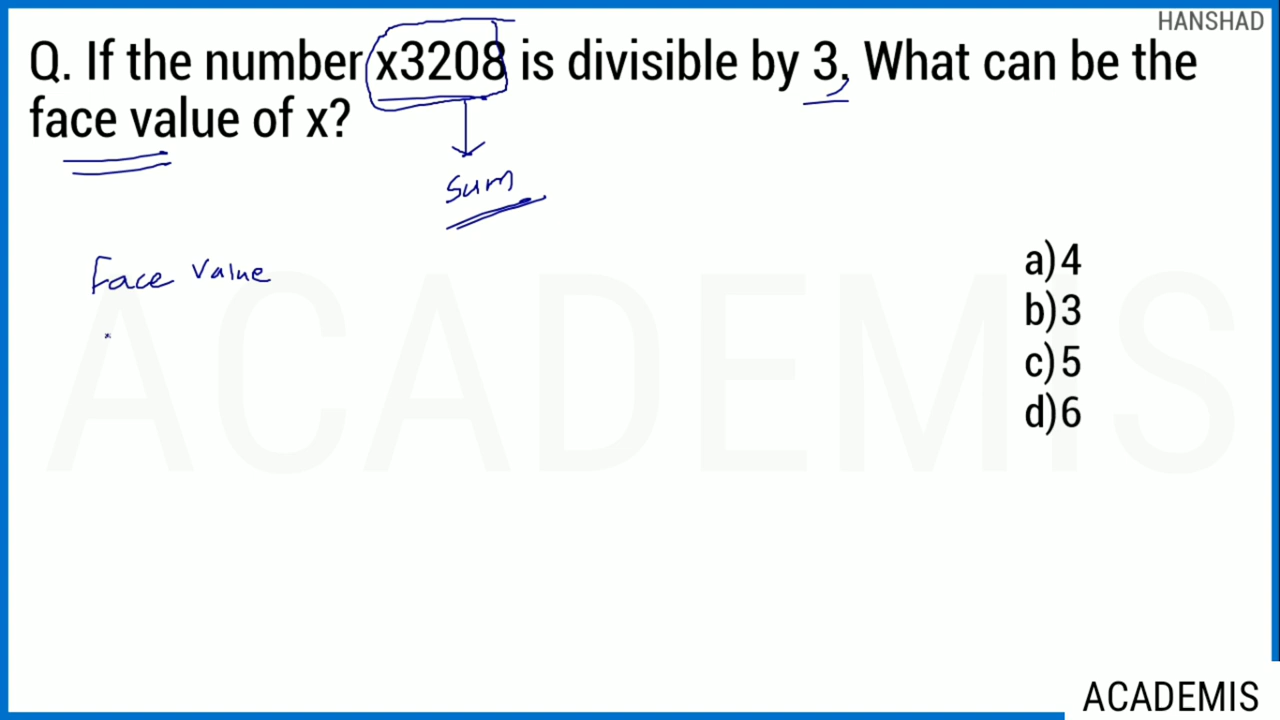 HANSHAD
Q. If the number x3208 is divisible by 3. What can be the
face value of x?
Sum
Face Value
a)4
b)3
c)5
d)6
ACADEMIS
ACADEMIS